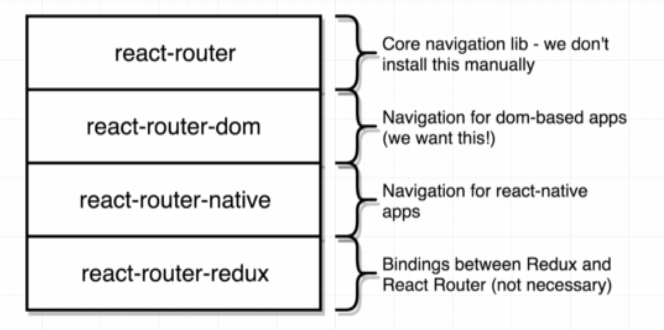 react-router
Core navigation lib - we don't
install this manually
react-router-dom
Navigation for dom-based apps
(we want this!)
react-router-native
Navigation for react-native
apps
react-router-redux
Bindings between Redux and
React Router (not necessary)